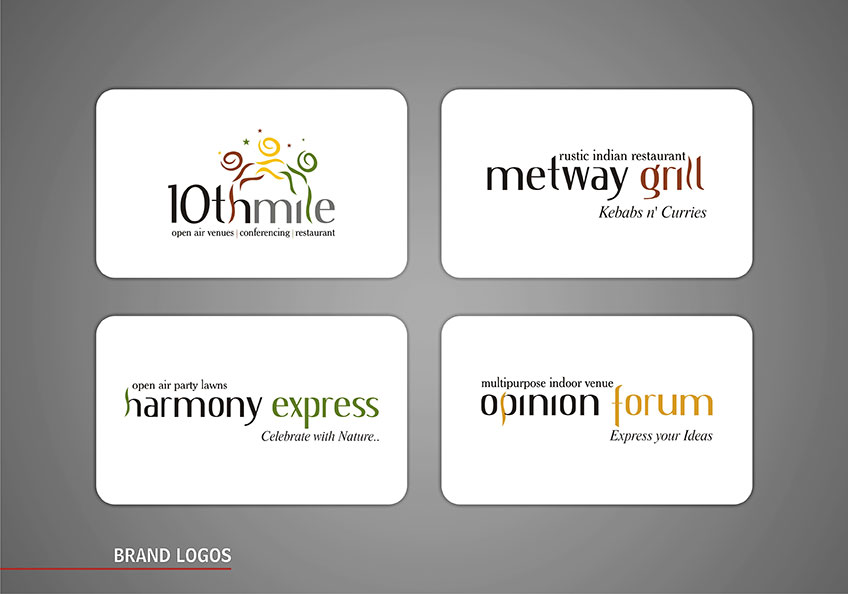 10thmile
open air venues | conferencing | restaurant
rustic indian restaurant
metway grill
Kebabs n' Curries
open air party lawns
harmony express
Celebrate with Nature..
multipurpose indoor venue
opinion forum
Express your Ideas
BRAND LOGOS